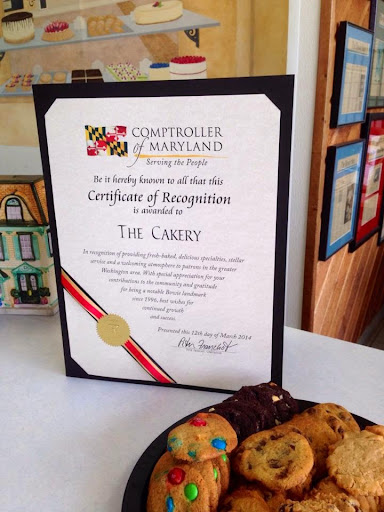 COMPTROLLER
of MARYLAND
Serving the People
Be it hereby known to all that this
Certificate of Recognition
is awarded to
THE CAKERY
In recognition of providing fresh-baked, delicious specialties, stellar
service and a welcoming atmosphere to patrons in the greater
Washington area. With special appreciation for your
contributions to the community and gratitude
for being a notable Bowie landmark
since 1996, best wishes for
continued growth
and success.
Presented this 12th day of March 2014